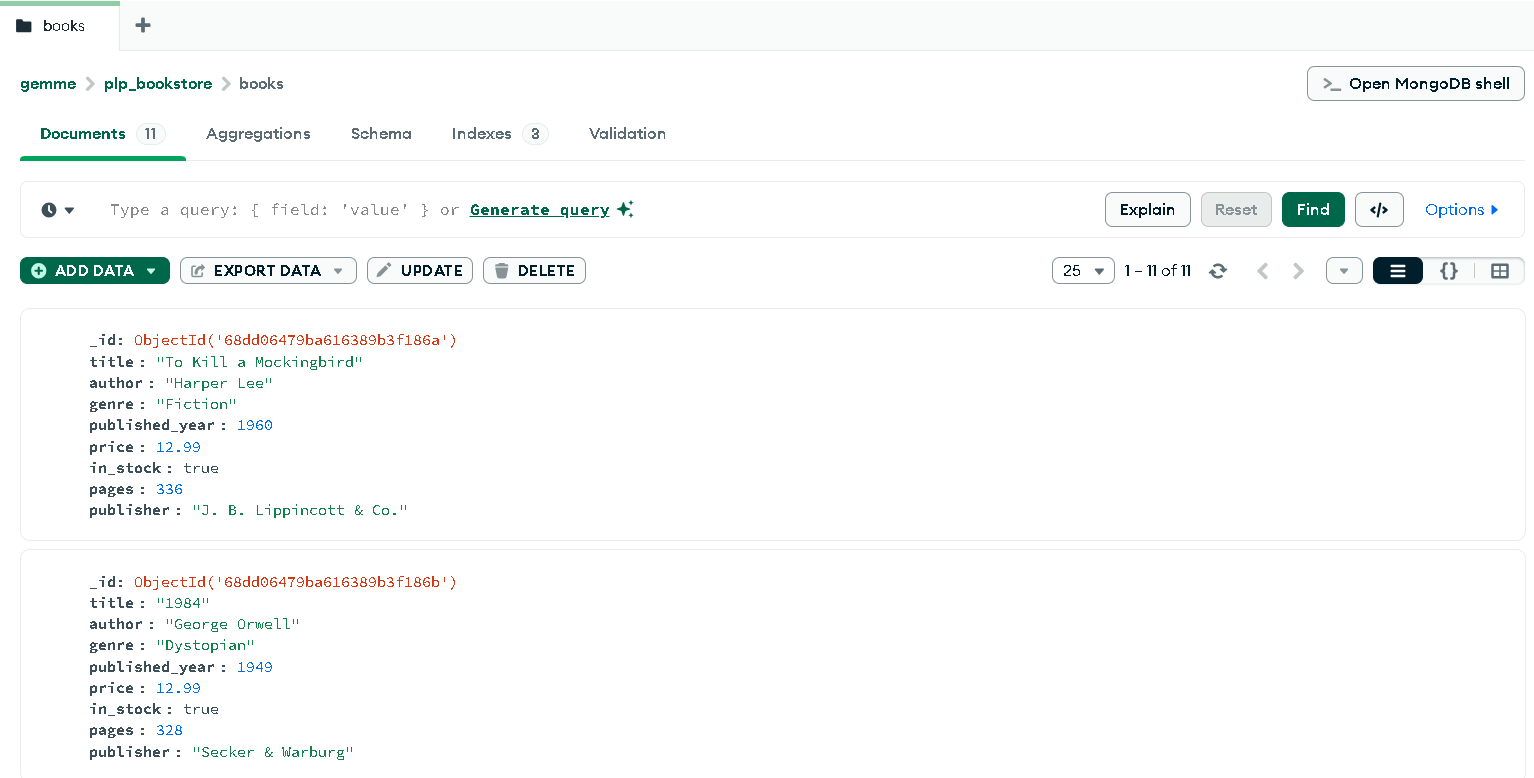 books
gemme plp_bookstore books
>_ Open MongoDB shell
Documents 11 Aggregations Schema Indexes 3 Validation
Type a query: { field: 'value' } or Generate query
Explain Reset Find </> Options
ADD DATA EXPORT DATA UPDATE DELETE
25 1 – 11 of 11 {}
_id: ObjectId('68dd06479ba616389b3f186a')
title : "To Kill a Mockingbird"
author : "Harper Lee"
genre : "Fiction"
published_year : 1960
price : 12.99
in_stock : true
pages : 336
publisher : "J. B. Lippincott & Co."
_id: ObjectId('68dd06479ba616389b3f186b')
title : "1984"
author : "George Orwell"
genre : "Dystopian"
published_year : 1949
price : 12.99
in_stock : true
pages : 328
publisher : "Secker & Warburg"